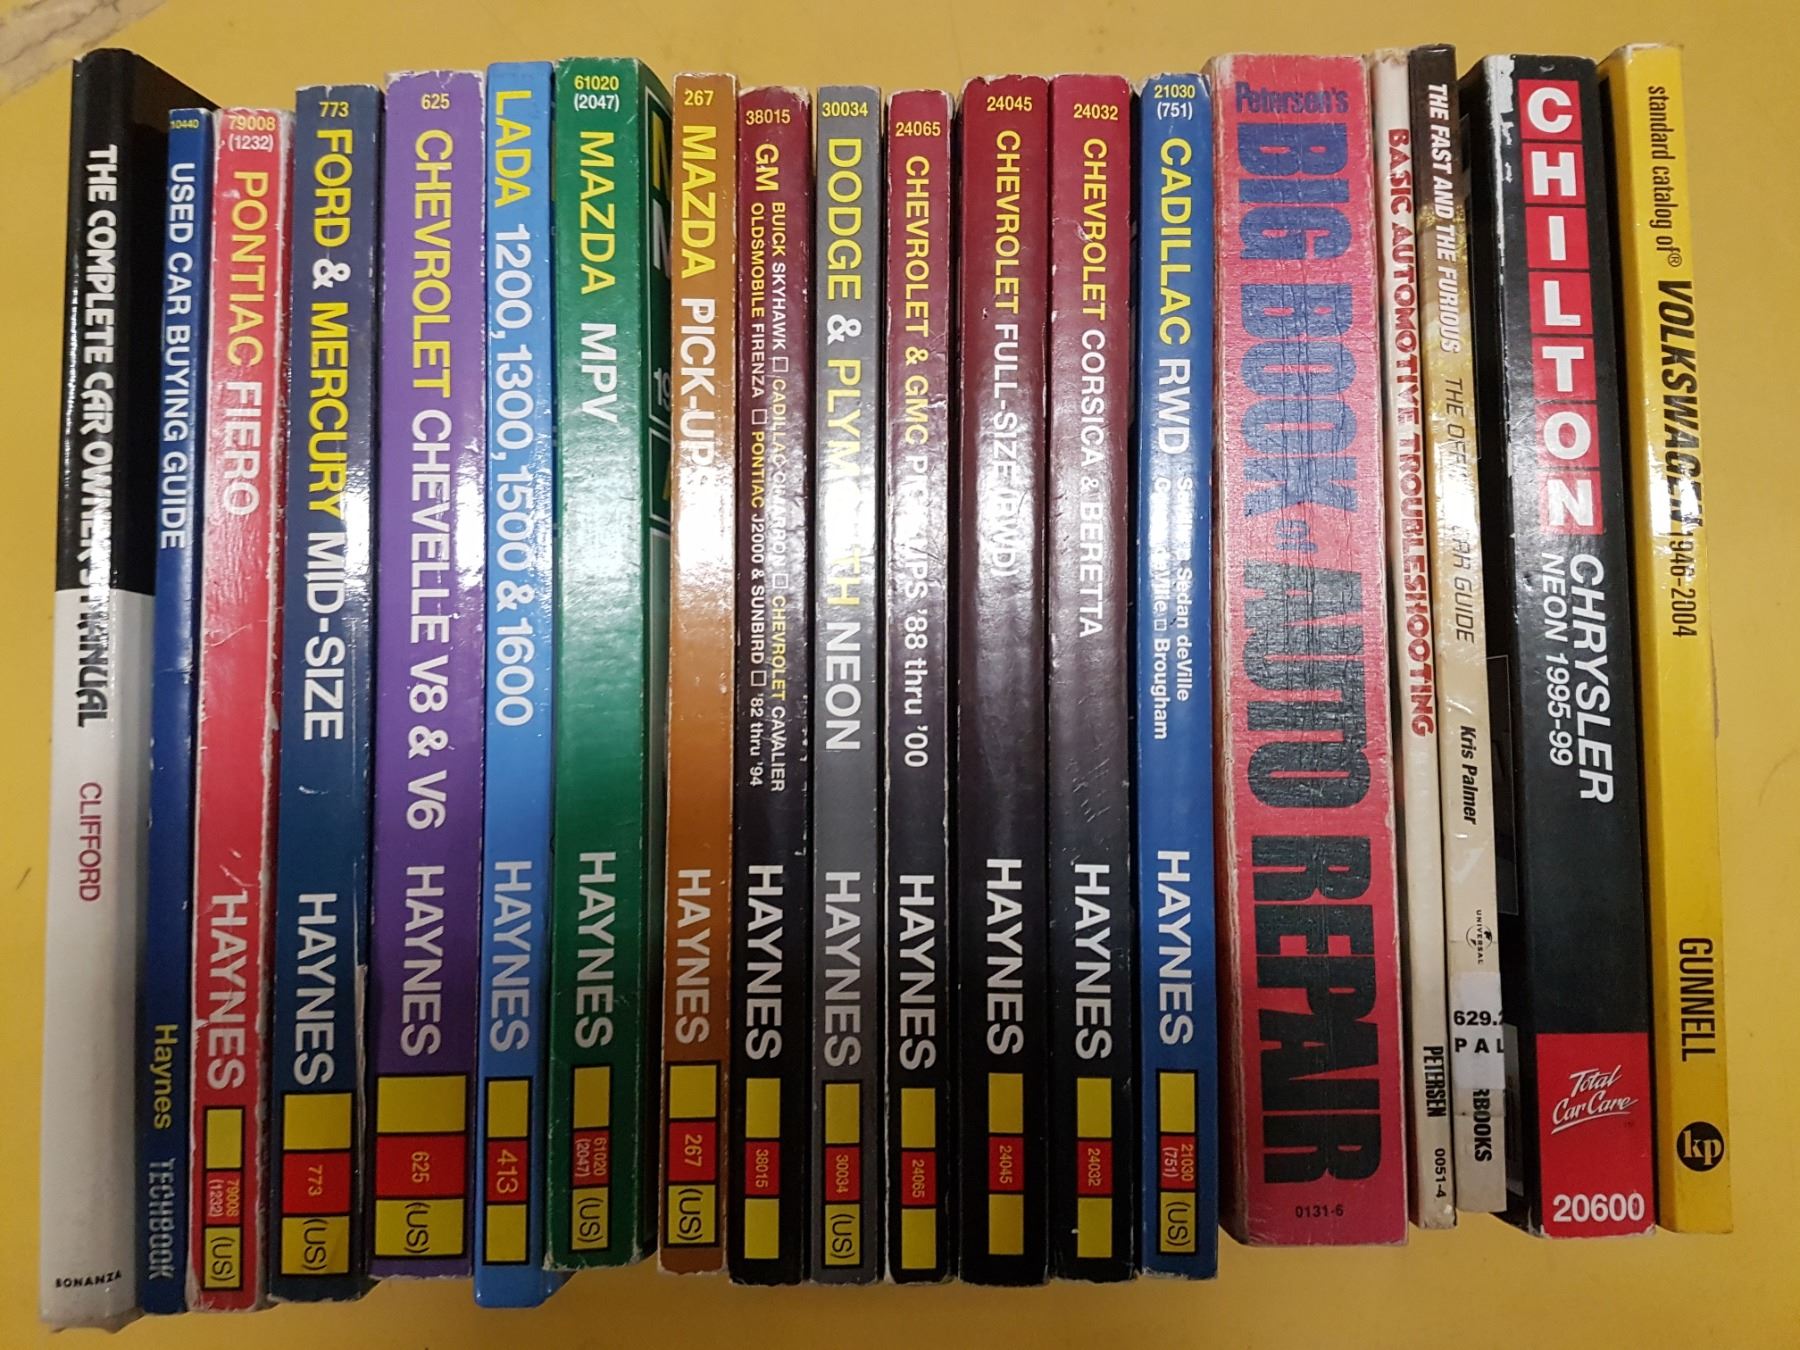 THE COMPLETE CAR OWNER'S MANUAL
CLIFFORD
BONANZA
10440
USED CAR BUYING GUIDE
Haynes
TECHBOOK
79008
(1232)
PONTIAC FIERO
HAYNES
79008
(1232)
(US)
773
FORD & MERCURY MID-SIZE
HAYNES
773
(US)
625
CHEVROLET CHEVELLE V8 & V6
HAYNES
625
(US)
LADA 1200, 1300, 1500 & 1600
HAYNES
413
61020
(2047)
MAZDA MPV
HAYNES
61020
(2047)
(US)
267
MAZDA PICK-UPS
HAYNES
267
(US)
38015
GM
BUICK SKYHAWK □ CADILLAC CIMARRON □ CHEVROLET CAVALIER
OLDSMOBILE FIRENZA □ PONTIAC J2000 & SUNBIRD □ '82 thru '94
HAYNES
38015
30034
DODGE & PLYMOUTH NEON
HAYNES
30034
(US)
24065
CHEVROLET & GMC PICK-UPS '88 thru '00
HAYNES
24065
24045
CHEVROLET FULL-SIZE (RWD)
HAYNES
24045
24032
CHEVROLET CORSICA & BERETTA
HAYNES
24032
21030
(751)
CADILLAC RWD
Sedan deVille
Brougham
HAYNES
21030
(751)
(US)
Petersen's
BIG BOOK of AUTO REPAIR
0131-6
BASIC AUTOMOTIVE TROUBLESHOOTING
PETERSEN
0051-4
THE FAST AND THE FURIOUS
THE OFFICIAL CAR GUIDE
Kris Palmer
UNIVERSAL
629.2
PAL
RBOOKS
CHILTON
CHRYSLER
NEON 1995-99
Total
Car Care
20600
standard catalog of®
VOLKSWAGEN 1946-2004
GUNNELL
kp